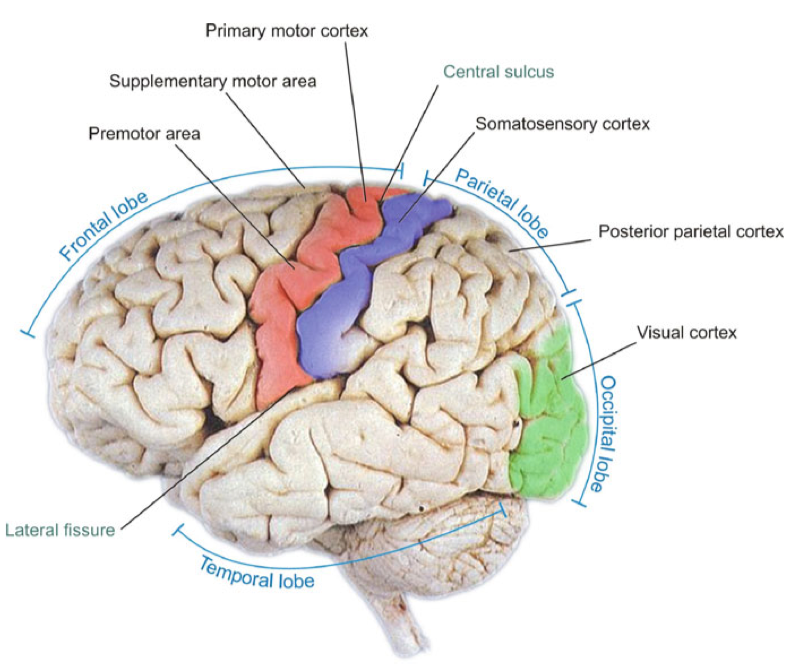 Primary motor cortex
Central sulcus
Supplementary motor area
Somatosensory cortex
Premotor area
Frontal lobe
Parietal lobe
Posterior parietal cortex
Visual cortex
Occipital lobe
Lateral fissure
Temporal lobe